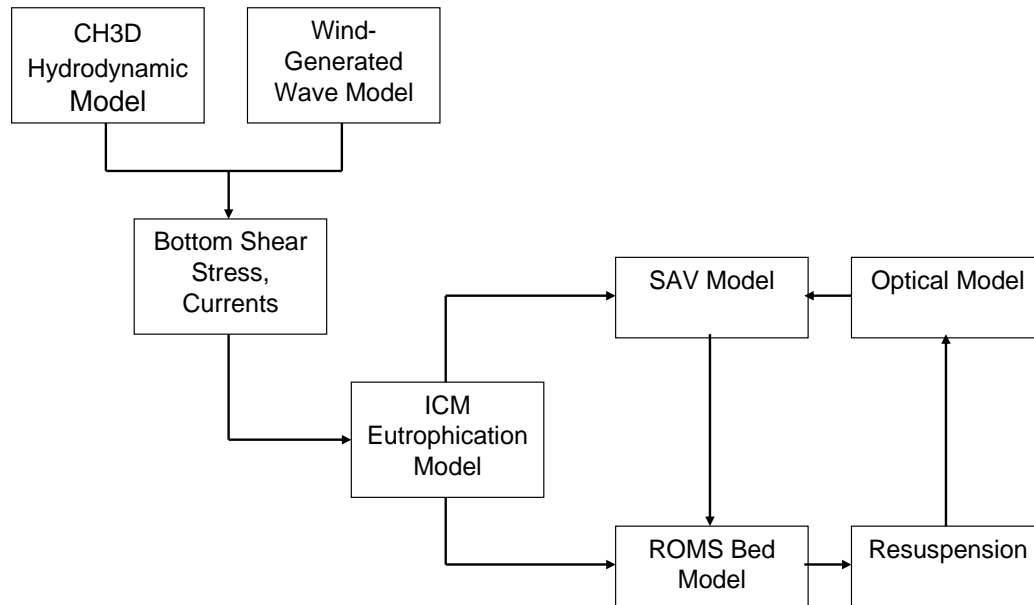 CH3D
Hydrodynamic
Model
Wind-
Generated
Wave Model
Bottom Shear
Stress,
Currents
SAV Model
Optical Model
ICM
Eutrophication
Model
ROMS Bed
Model
Resuspension